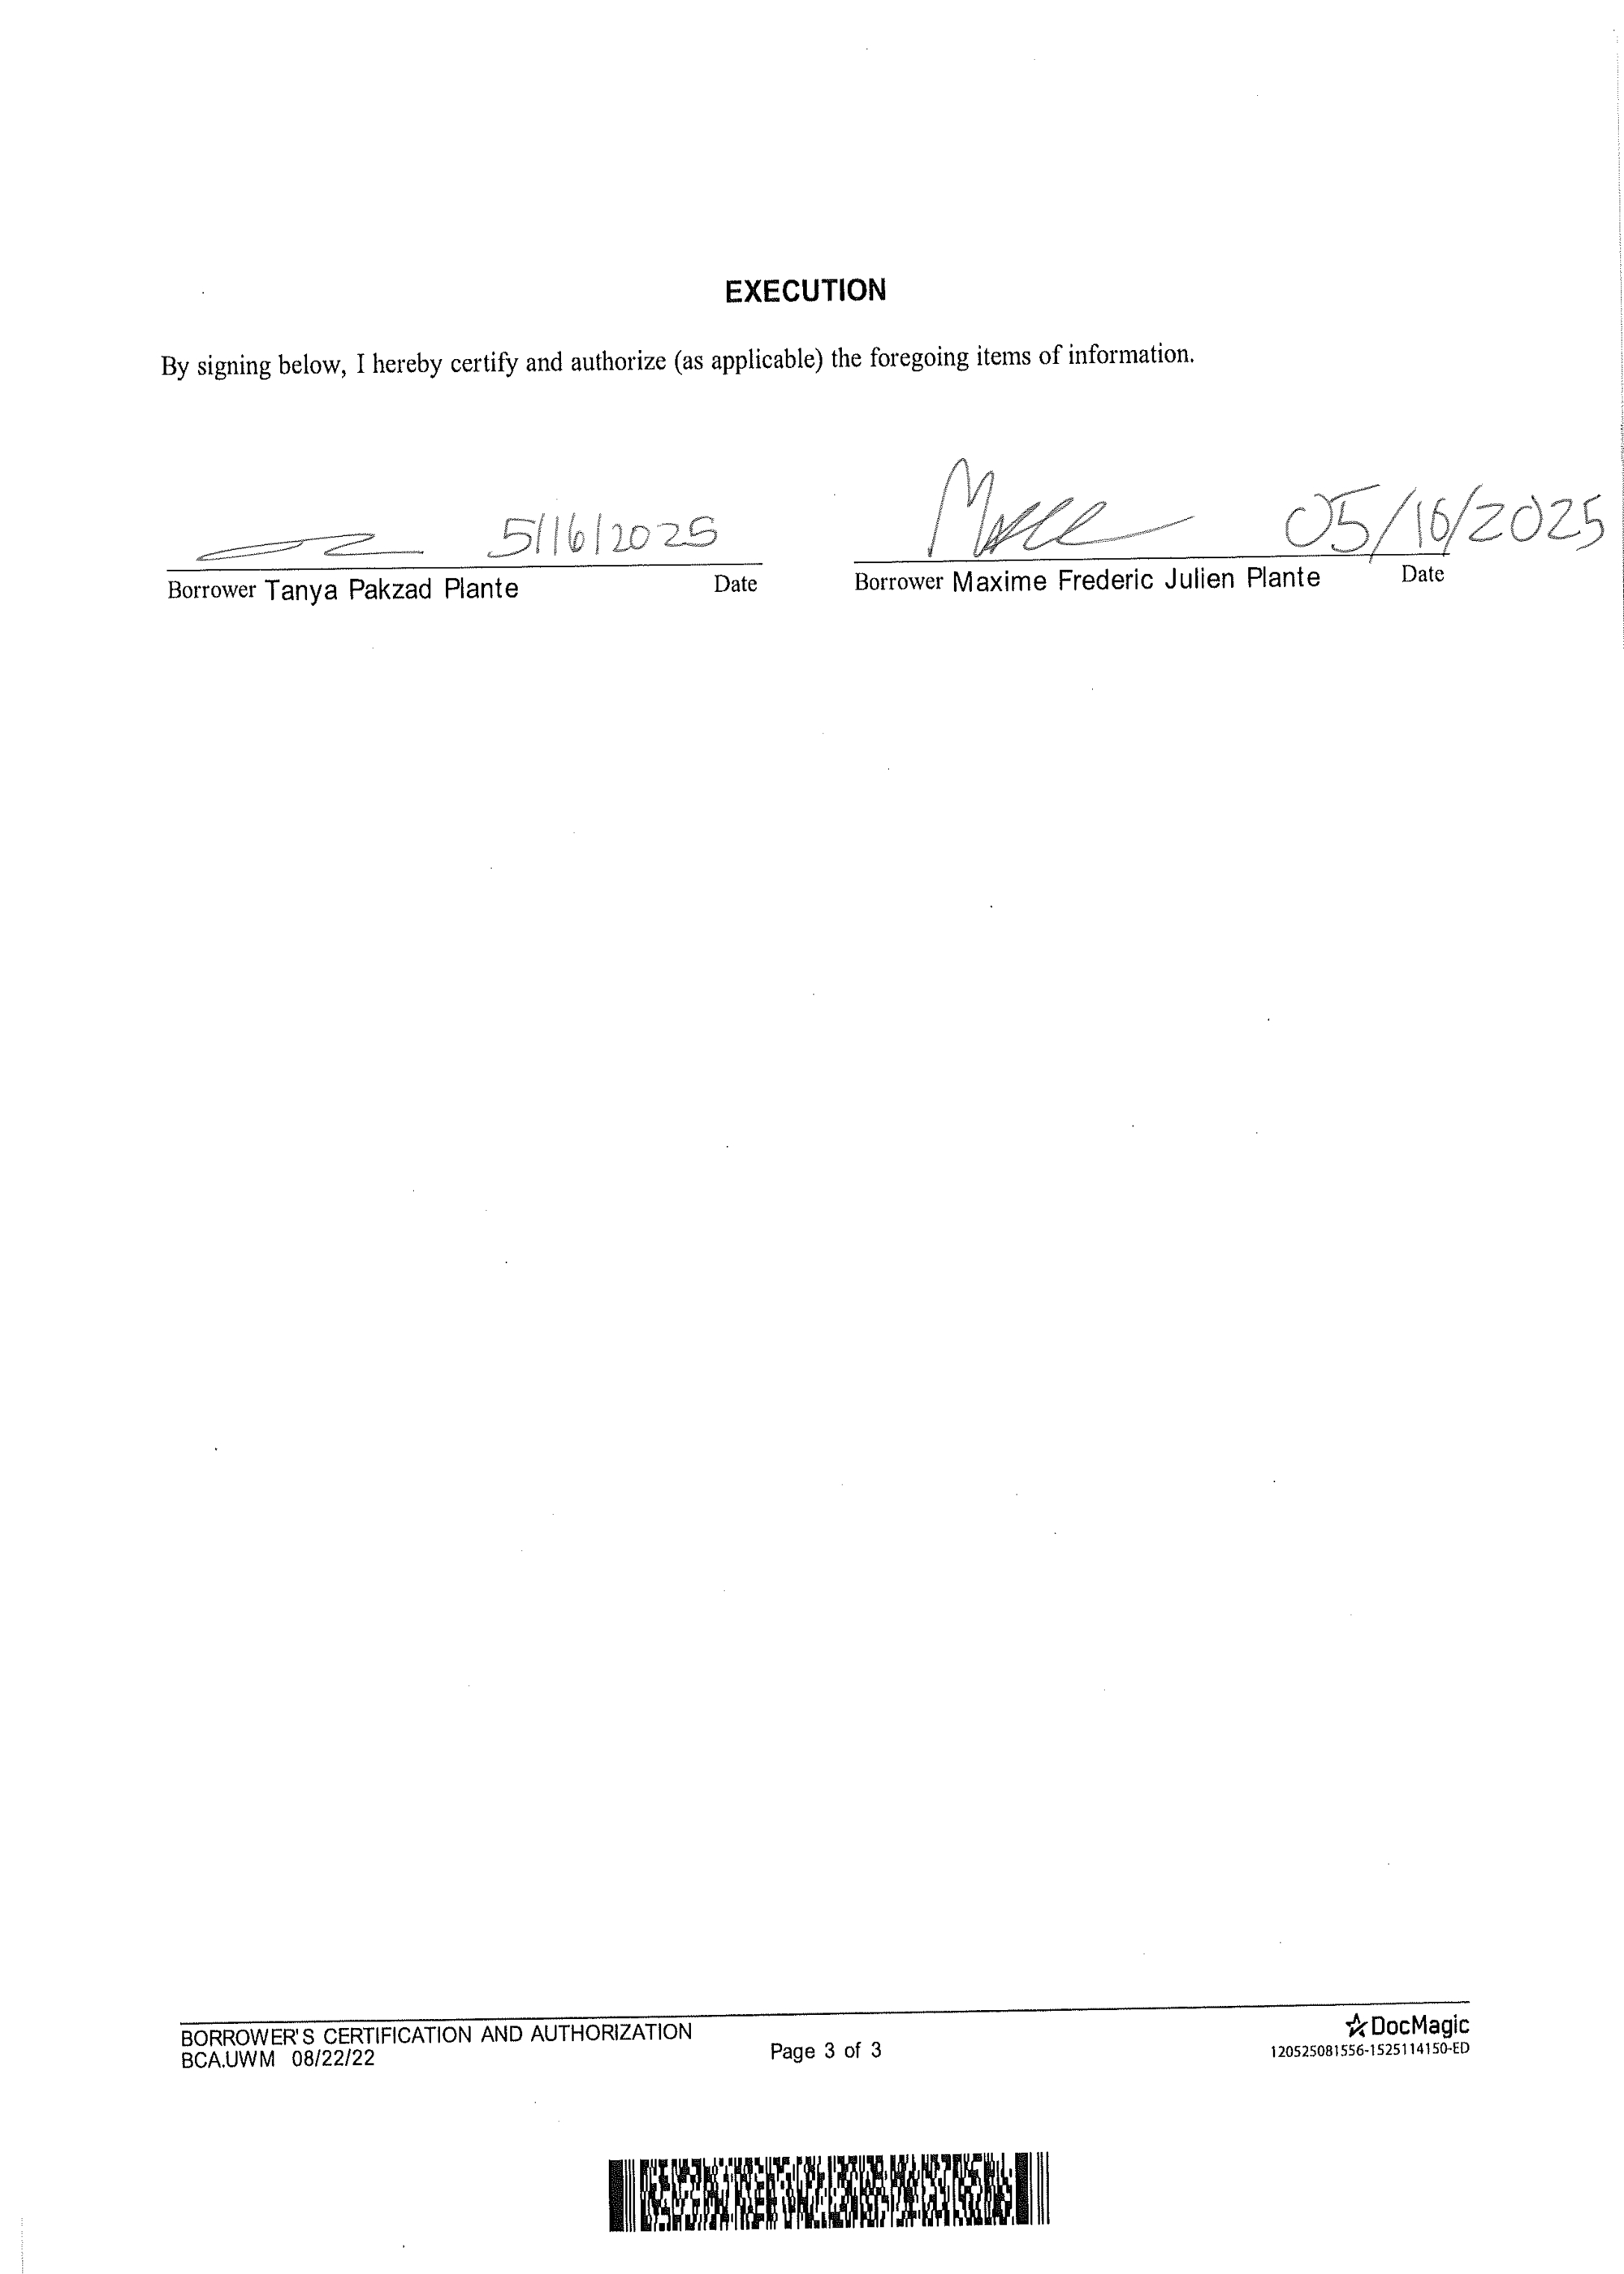 EXECUTION
By signing below, I hereby certify and authorize (as applicable) the foregoing items of information.
5/16/2025 05/16/2025
Borrower Tanya Pakzad Plante Date Borrower Maxime Frederic Julien Plante Date
BORROWER'S CERTIFICATION AND AUTHORIZATION
BCA.UWM 08/22/22
Page 3 of 3
DocMagic
120525081556-1525114150-ED